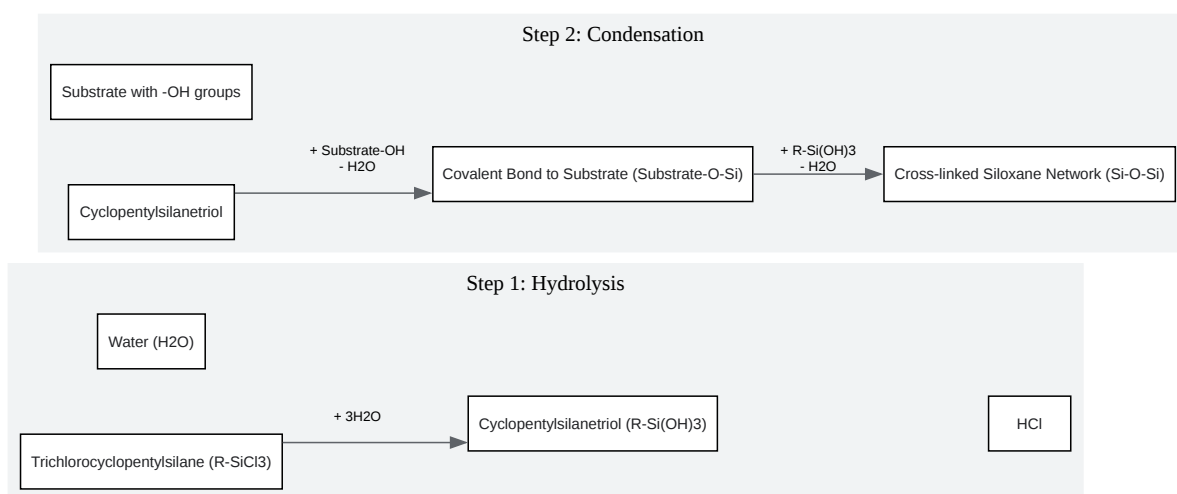 Step 2: Condensation
Substrate with -OH groups
+ Substrate-OH
- H2O
Cyclopentylsilanetriol
Covalent Bond to Substrate (Substrate-O-Si)
+ R-Si(OH)3
- H2O
Cross-linked Siloxane Network (Si-O-Si)
Step 1: Hydrolysis
Water (H2O)
+ 3H2O
Trichlorocyclopentylsilane (R-SiCl3)
Cyclopentylsilanetriol (R-Si(OH)3)
HCl